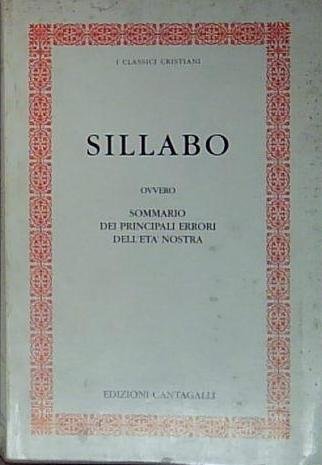 I CLASSICI CRISTIANI
SILLABO
OVVERO
SOMMARIO
DEI PRINCIPALI ERRORI
DELL'ETA' NOSTRA
EDIZIONI CANTAGALLI